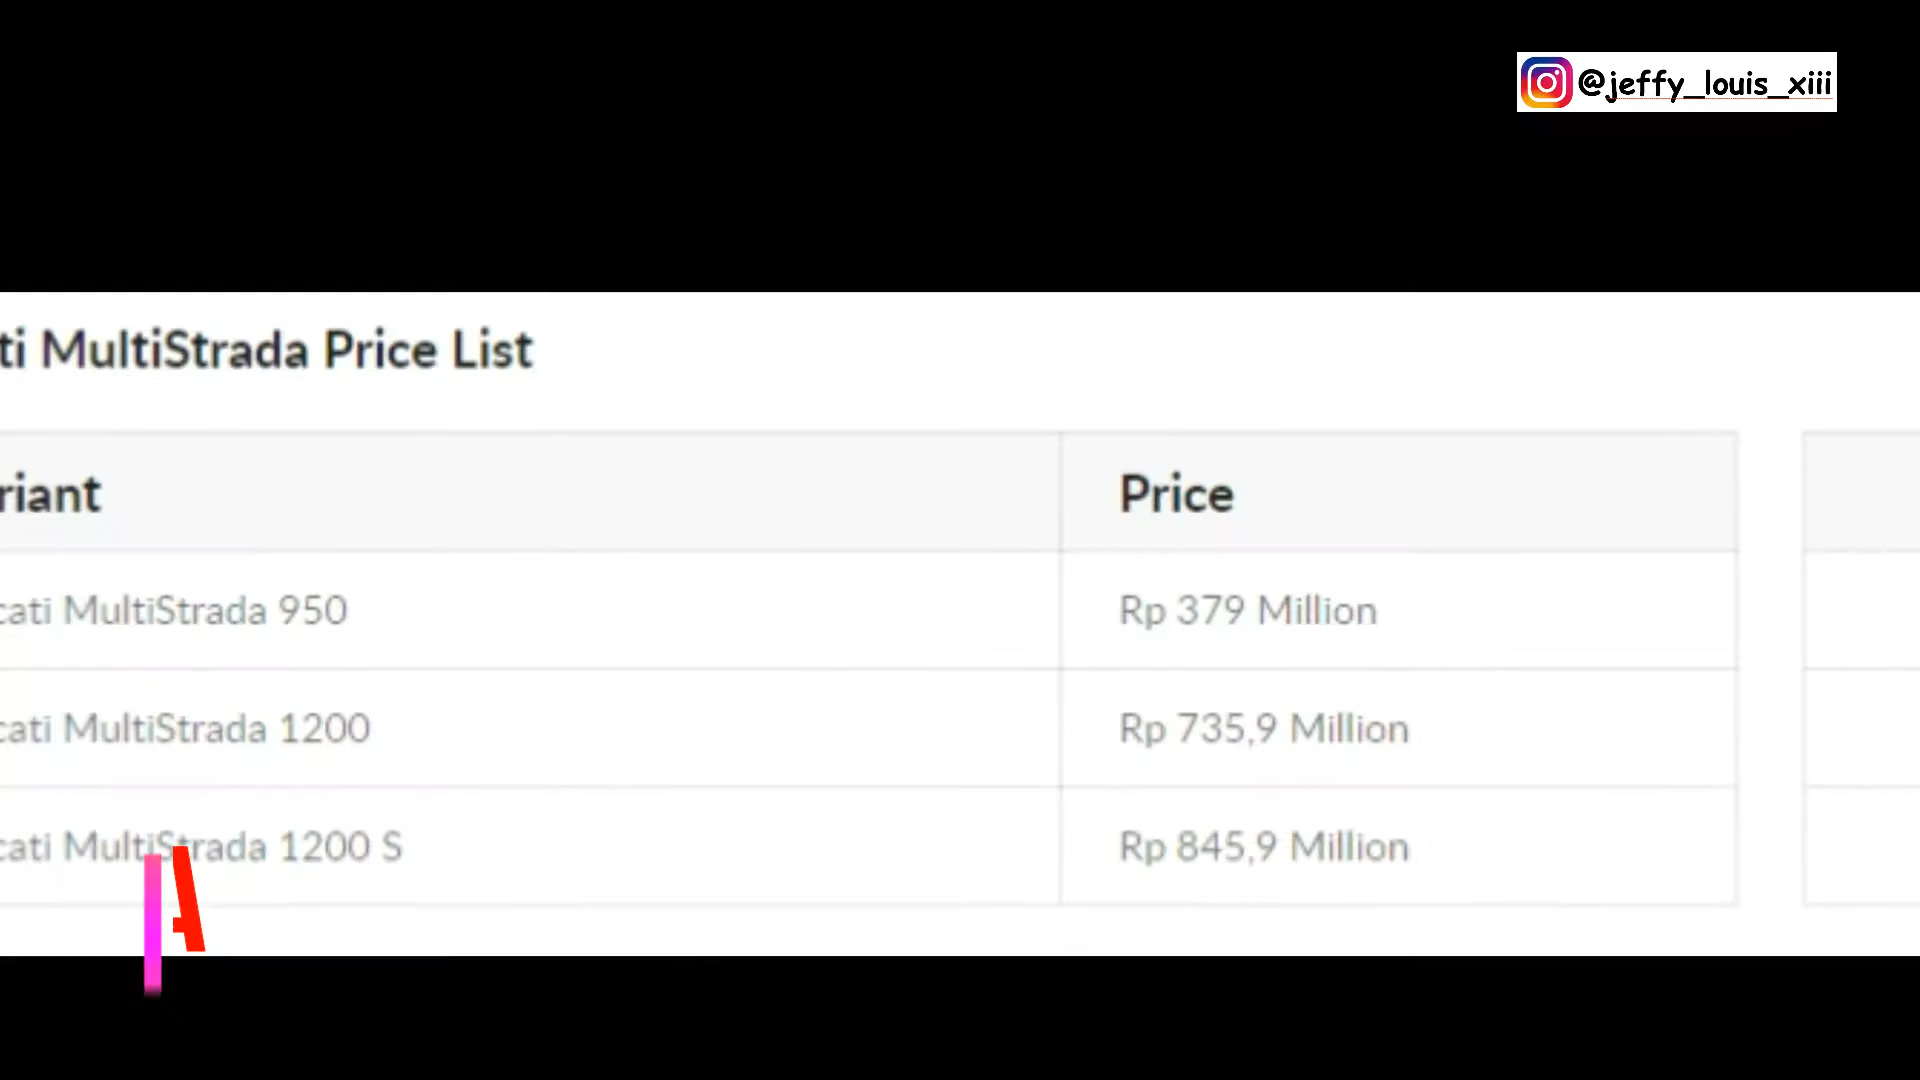 @jeffy_louis_xiii
ti MultiStrada Price List
riant Price
cati MultiStrada 950 Rp 379 Million
cati MultiStrada 1200 Rp 735,9 Million
cati MultiStrada 1200 S Rp 845,9 Million